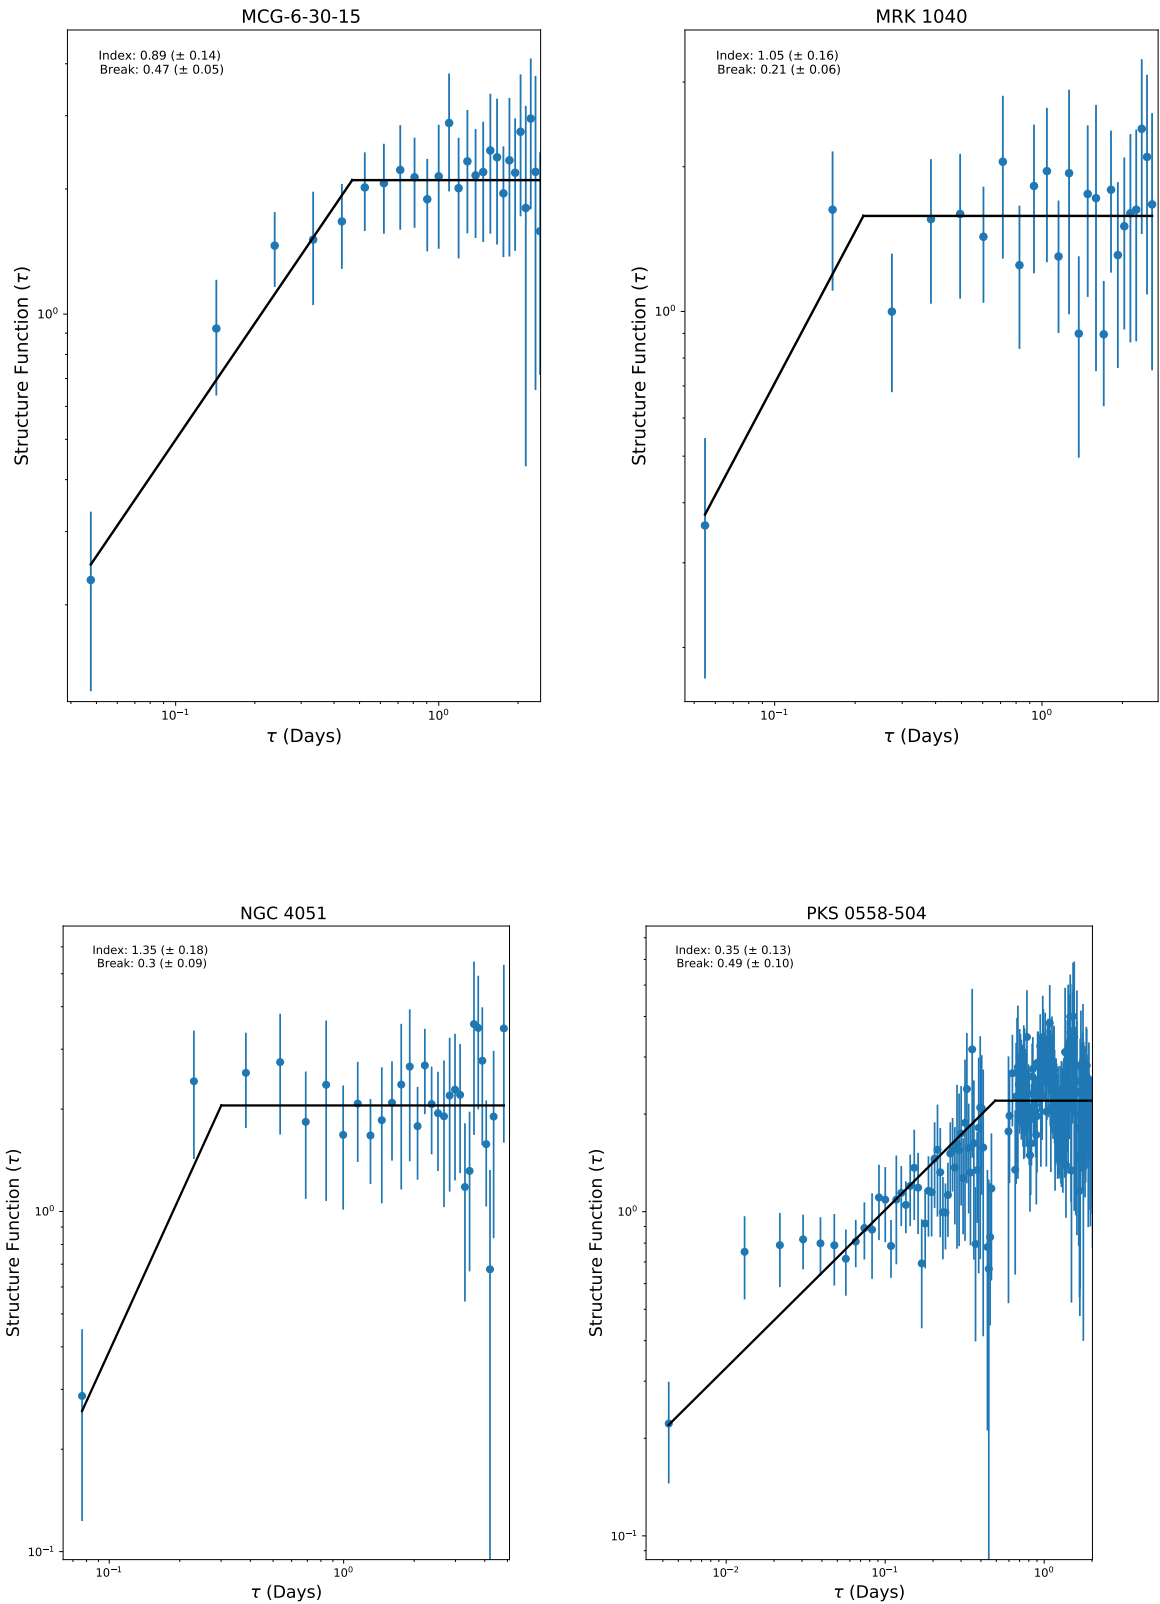 MCG-6-30-15
Index: 0.89 (± 0.14)
Break: 0.47 (± 0.05)
Structure Function (τ)
10⁰
10⁻¹
10⁰
τ (Days)
MRK 1040
Index: 1.05 (± 0.16)
Break: 0.21 (± 0.06)
Structure Function (τ)
10⁰
10⁻¹
10⁰
τ (Days)
NGC 4051
Index: 1.35 (± 0.18)
Break: 0.3 (± 0.09)
Structure Function (τ)
10⁰
10⁻¹
10⁻¹
10⁰
τ (Days)
PKS 0558-504
Index: 0.35 (± 0.13)
Break: 0.49 (± 0.10)
Structure Function (τ)
10⁰
10⁻¹
10⁻²
10⁻¹
10⁰
τ (Days)